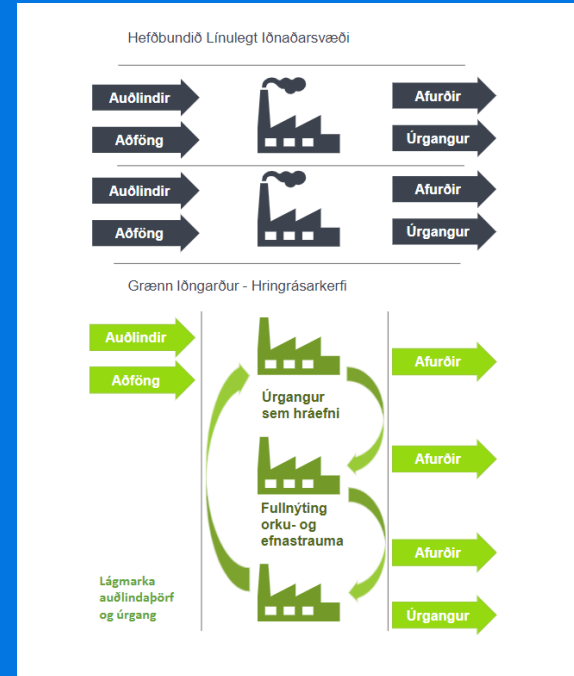 Hefðbundið Línulegt Iðnaðarsvæði
Auðlindir
Afurðir
Aðföng
Úrgangur
Auðlindir
Afurðir
Aðföng
Úrgangur
Grænn Iðngarður - Hringrásarkerfi
Auðlindir
Aðföng
Afurðir
Úrgangur
sem hráefni
Afurðir
Fullnýting
orku- og
efnastrauma
Afurðir
Lágmarka
auðlindaþörf
og úrgang
Úrgangur